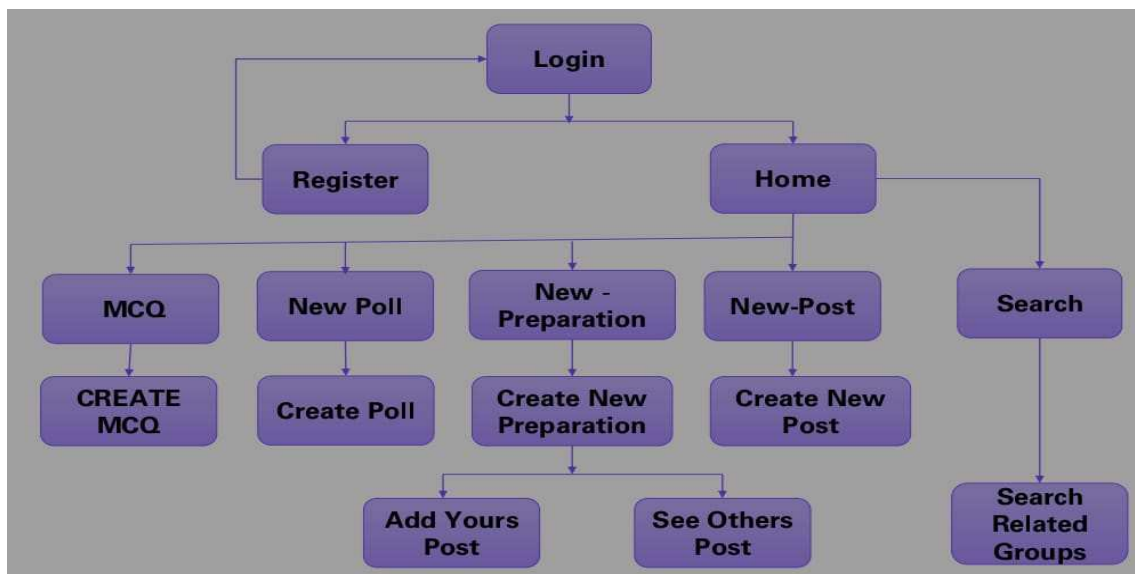 Login
Register
Home
MCQ
New Poll
New -
Preparation
New-Post
Search
CREATE
MCQ
Create Poll
Create New
Preparation
Create New
Post
Add Yours
Post
See Others
Post
Search
Related
Groups